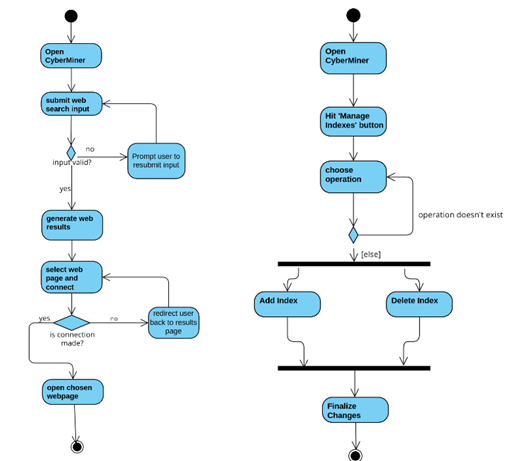 Open
CyberMiner
submit web
search input
no
input valid?
Prompt user to
resubmit input
yes
generate web
results
select web
page and
connect
yes
no
is connection
made?
redirect user
back to results
page
open chosen
webpage
Open
CyberMiner
Hit 'Manage
Indexes' button
choose
operation
operation doesn't exist
[else]
Add Index
Delete Index
Finalize
Changes